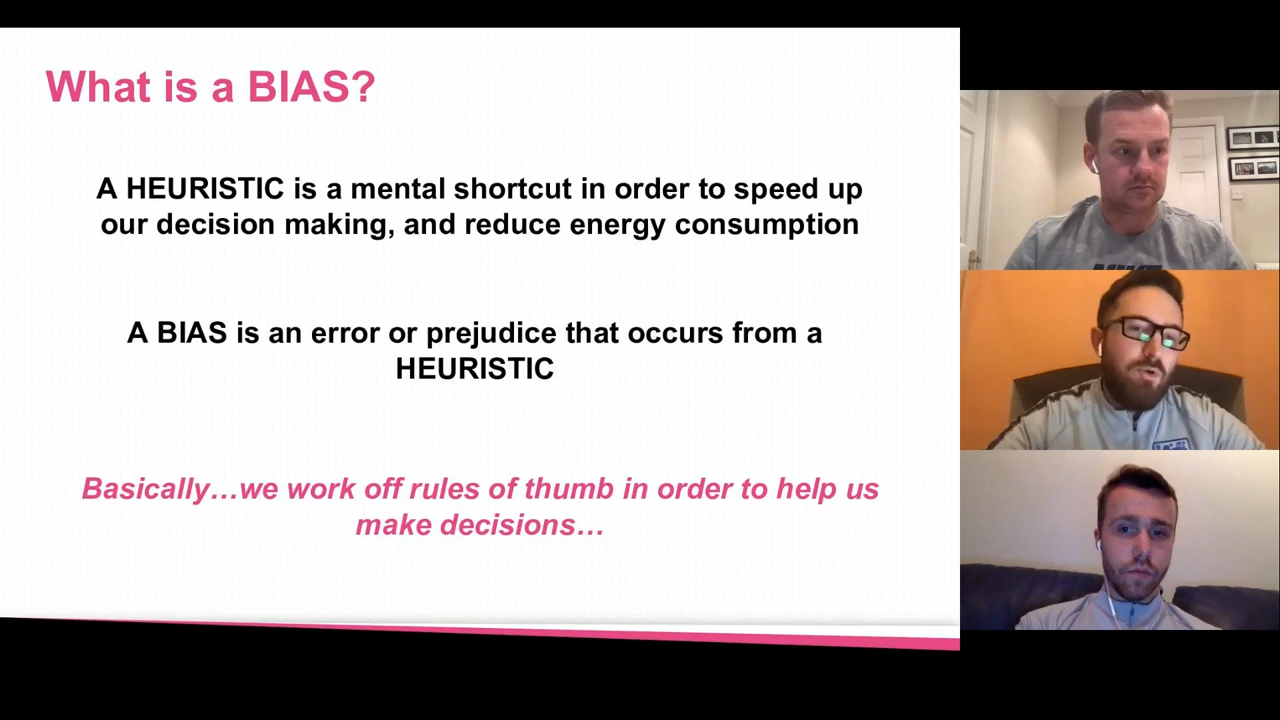 What is a BIAS?
A HEURISTIC is a mental shortcut in order to speed up
our decision making, and reduce energy consumption
A BIAS is an error or prejudice that occurs from a
HEURISTIC
Basically…we work off rules of thumb in order to help us
make decisions…